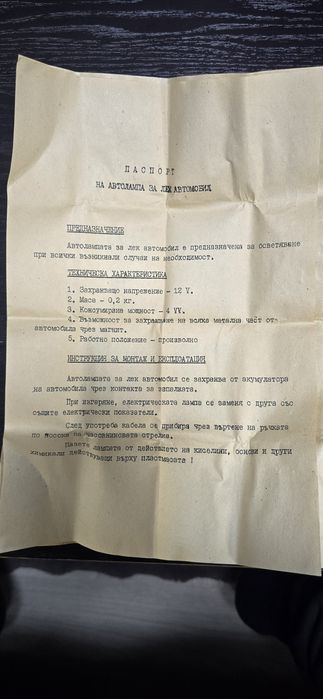 ПАСПОРТ
НА АВТОЛАМПА ЗА ЛЕК АВТОМОБИЛ
ПРЕДНАЗНАЧЕНИЕ
Автолампата за лек автомобил е предназначена за осветяване
при всички възникнали случаи на необходимост.
ТЕХНИЧЕСКА ХАРАКТЕРИСТИКА
1. Захранващо напрежение - 12 V.
2. Маса - 0,2 кг.
3. Консумирана мощност - 4 VV.
4. Възможност за захващане на всяка метална част от
автомобила чрез магнит.
5. Работно положение - произволно
ИНСТРУКЦИЯ ЗА МОНТАЖ И ЕКСПЛОАТАЦИЯ
Автолампата за лек автомобил се захранва от акумулатора
на автомобила чрез контакта за запалката.
При изгаряне, електрическата лампа се заменя с друга със
същите електрически показатели.
След употреба кабела се прибира чрез въртене на ръчката
по посока на часовниковата стрелка.
Пазете лампата от действието на киселини, основи и други
химикали действуващи върху пластмасата !